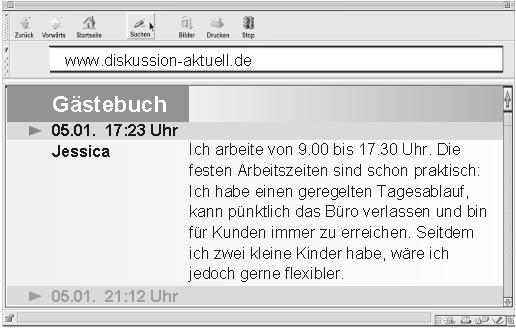 Zurück Vorwärts Startseite Suchen Bilder Drucken Stop
www.diskussion-aktuell.de
Gästebuch
05.01. 17:23 Uhr
Jessica
Ich arbeite von 9.00 bis 17.30 Uhr. Die
festen Arbeitszeiten sind schon praktisch:
Ich habe einen geregelten Tagesablauf,
kann pünktlich das Büro verlassen und bin
für Kunden immer zu erreichen. Seitdem
ich zwei kleine Kinder habe, wäre ich
jedoch gerne flexibler.
05.01. 21:12 Uhr